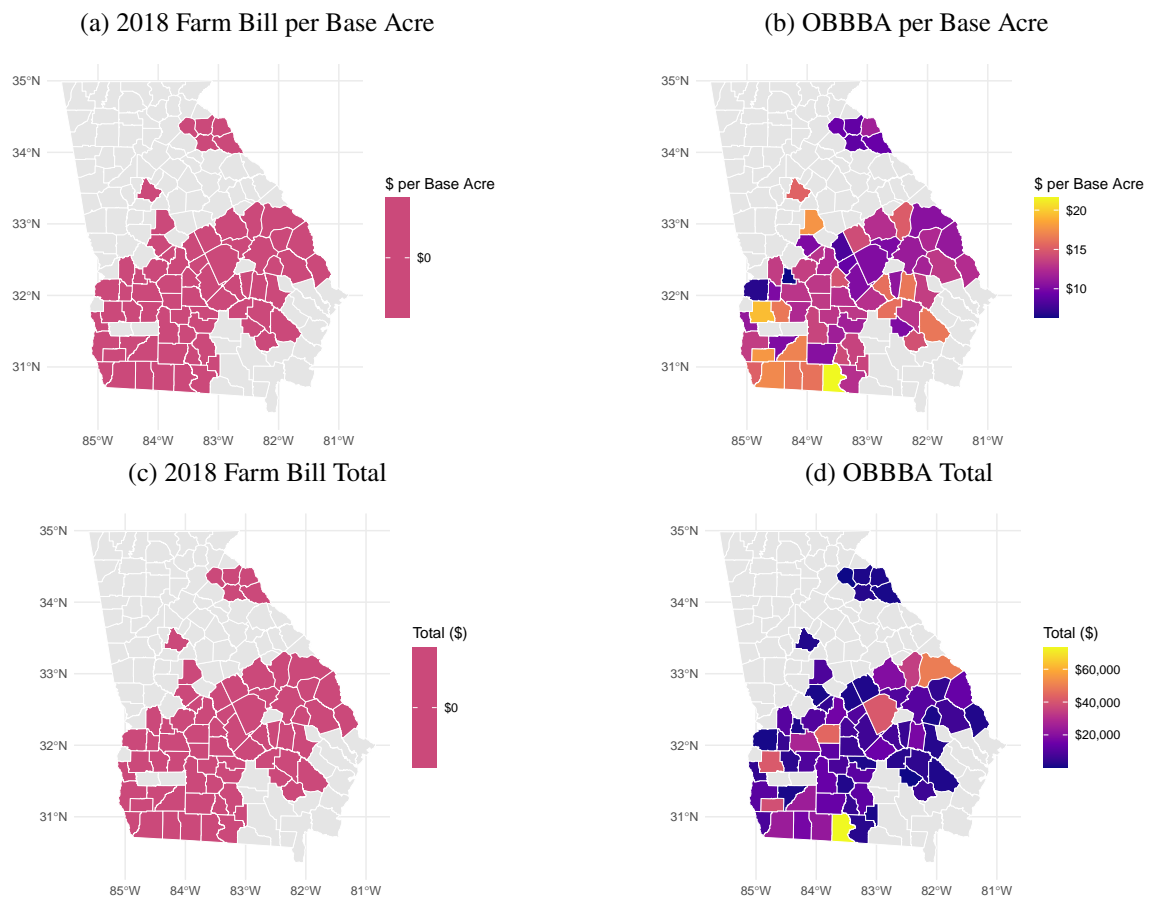 (a) 2018 Farm Bill per Base Acre
(b) OBBBA per Base Acre
35°N
34°N
33°N
32°N
31°N
85°W 84°W 83°W 82°W 81°W
$ per Base Acre
$0
35°N
34°N
33°N
32°N
31°N
85°W 84°W 83°W 82°W 81°W
$ per Base Acre
$20
$15
$10
(c) 2018 Farm Bill Total
(d) OBBBA Total
35°N
34°N
33°N
32°N
31°N
85°W 84°W 83°W 82°W 81°W
Total ($)
$0
35°N
34°N
33°N
32°N
31°N
85°W 84°W 83°W 82°W 81°W
Total ($)
$60,000
$40,000
$20,000